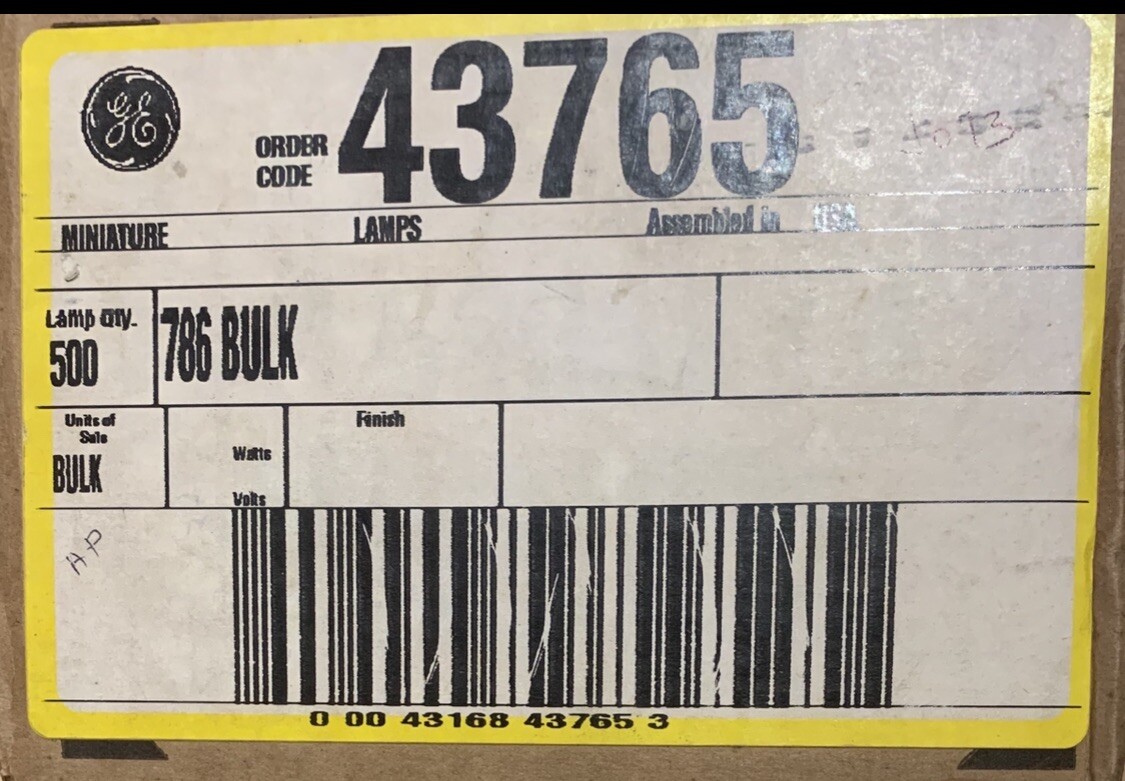 GE
ORDER CODE 43765
MINIATURE LAMPS Assembled in USA
Lamp Qty.
500
786 BULK
Units of
Sale
BULK
Watts
Volts
Finish
AP
0 00 43168 43765 3